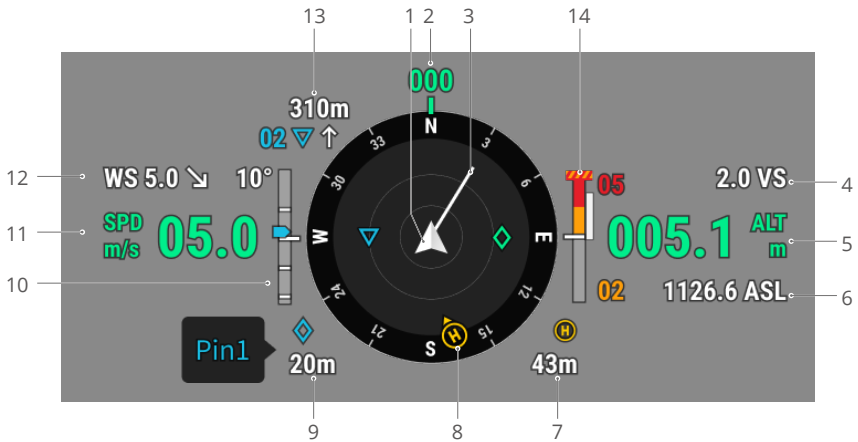 13 1 2 3 14
000
310m
02
N
33 3
30 6
W E
24 12
21 15
S
H
12
WS 5.0
10°
05
2.0 VS
4
11
SPD
m/s
05.0
005.1
ALT
m
5
10
02
1126.6 ASL
6
Pin1
20m
H
43m
9 8 7